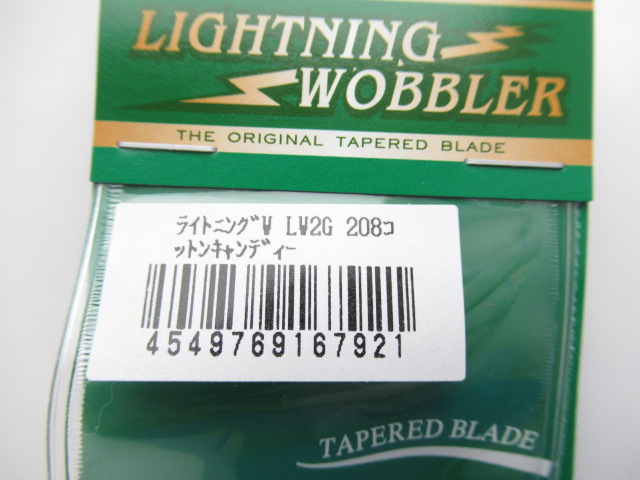 LIGHTNING
WOBBLER
THE ORIGINAL TAPERED BLADE
ﾗｲﾄﾆﾝｸﾞW LW2G 208ｺ
ｯﾄﾝｷｬﾝﾃﾞｨｰ
4549769167921
TAPERED BLADE